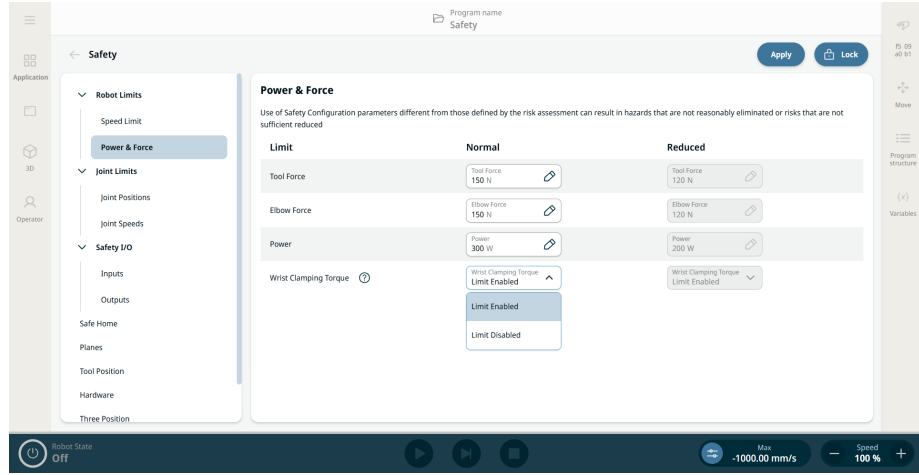 Program name
Safety
Safety
Apply
Lock
f5 09
a0 b1
Application
3D
Operator
Move
Program
structure
{x}
Variables
Robot Limits
Speed Limit
Power & Force
Joint Limits
Joint Positions
Joint Speeds
Safety I/O
Inputs
Outputs
Safe Home
Planes
Tool Position
Hardware
Three Position
Power & Force
Use of Safety Configuration parameters different from those defined by the risk assessment can result in hazards that are not reasonably eliminated or risks that are not
sufficient reduced
Limit Normal Reduced
Tool Force
Tool Force
150 N
Tool Force
120 N
Elbow Force
Elbow Force
150 N
Elbow Force
120 N
Power
Power
300 W
Power
200 W
Wrist Clamping Torque ?
Wrist Clamping Torque
Limit Enabled
Wrist Clamping Torque
Limit Enabled
Limit Enabled
Limit Disabled
Robot State
Off
Max
-1000.00 mm/s
Speed
100 %